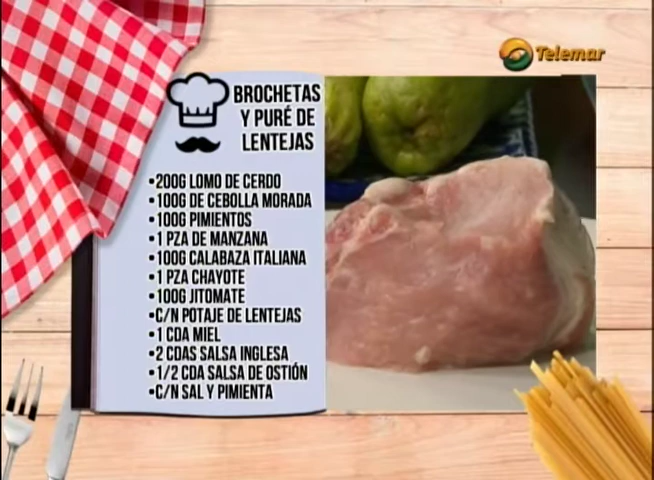 Telemar
BROCHETAS
Y PURÉ DE
LENTEJAS
•200G LOMO DE CERDO
•100G DE CEBOLLA MORADA
•100G PIMIENTOS
•1 PZA DE MANZANA
•100G CALABAZA ITALIANA
•1 PZA CHAYOTE
•100G JITOMATE
•C/N POTAJE DE LENTEJAS
•1 CDA MIEL
•2 CDAS SALSA INGLESA
•1/2 CDA SALSA DE OSTIÓN
•C/N SAL Y PIMIENTA